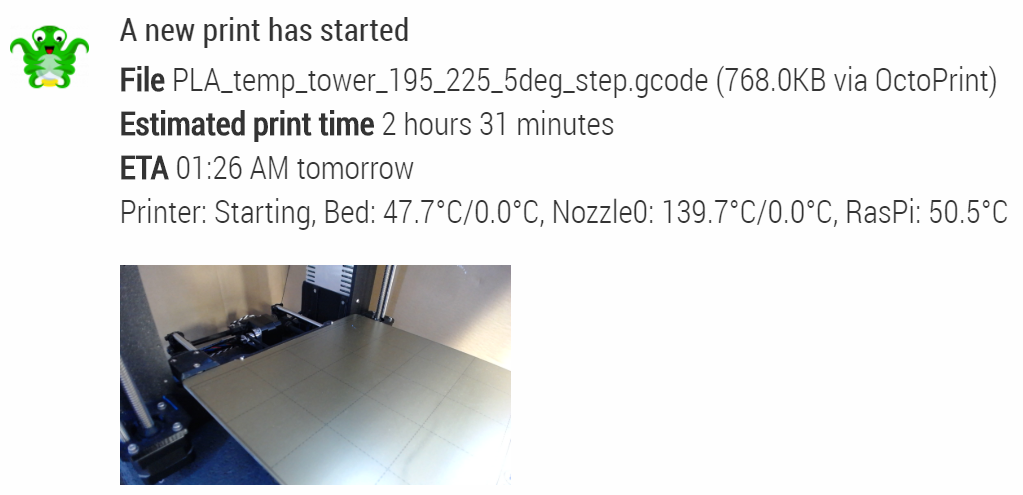 A new print has started
File PLA_temp_tower_195_225_5deg_step.gcode (768.0KB via OctoPrint)
Estimated print time 2 hours 31 minutes
ETA 01:26 AM tomorrow
Printer: Starting, Bed: 47.7°C/0.0°C, Nozzle0: 139.7°C/0.0°C, RasPi: 50.5°C